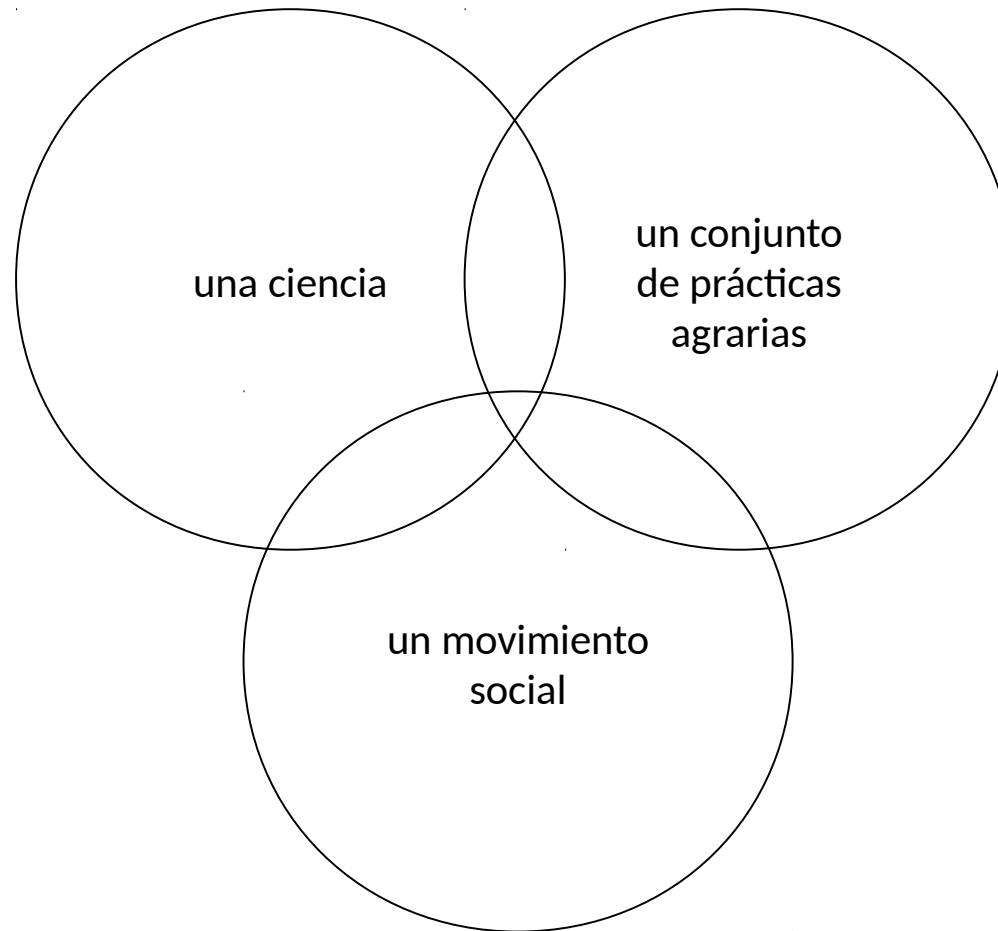 una ciencia
un conjunto
de prácticas
agrarias
un movimiento
social